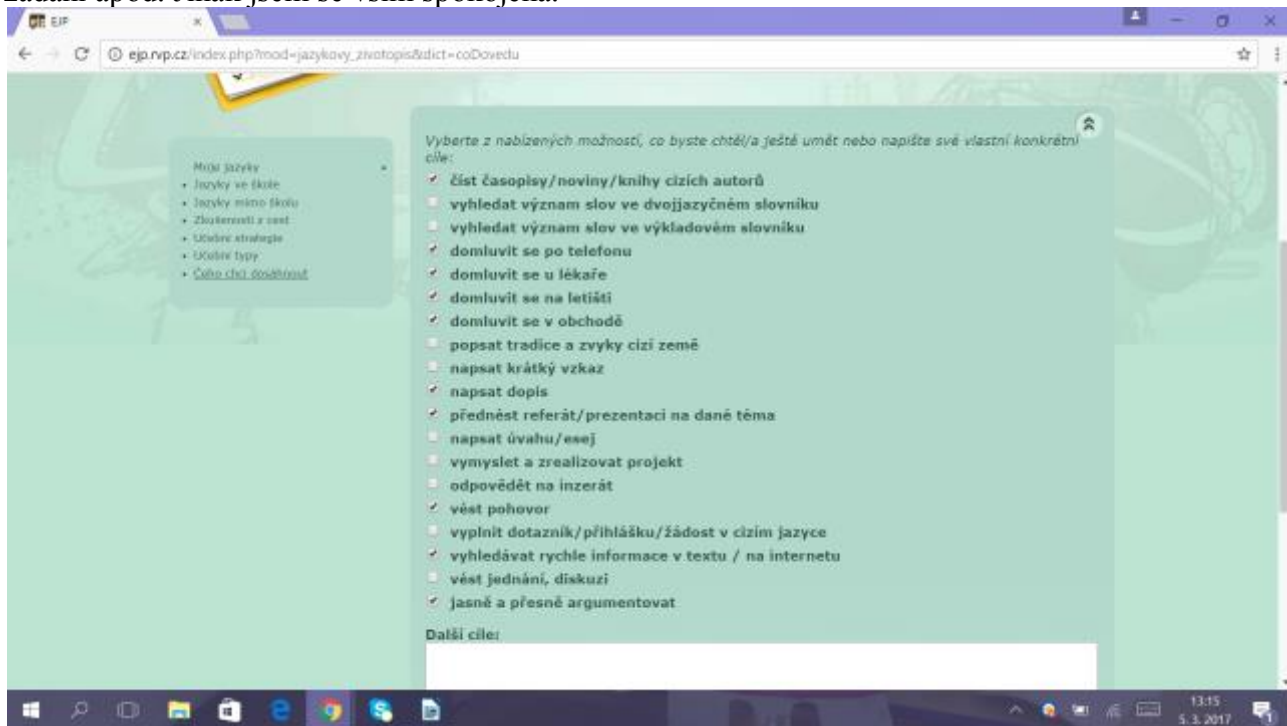 zadání apod. Jinak jsem se vším spokojena.
EJP
ejp.rvp.cz/index.php?mod=jazykovy_zivotopis&dict=coDovedu
Vyberte z nabízených možností, co byste chtěl/a ještě umět nebo napište své vlastní konkrétní
cíle:
Moje jazyky
Jazyky ve škole
Jazyky mimo školu
Zkušenosti z cest
Učební strategie
Učební typy
Čeho chci dosáhnout
číst časopisy/noviny/knihy cizích autorů
vyhledat význam slov ve dvojjazyčném slovníku
vyhledat význam slov ve výkladovém slovníku
domluvit se po telefonu
domluvit se u lékaře
domluvit se na letišti
domluvit se v obchodě
popsat tradice a zvyky cizí země
napsat krátký vzkaz
napsat dopis
přednést referát/prezentaci na dané téma
napsat úvahu/esej
vymyslet a zrealizovat projekt
odpovědět na inzerát
vést pohovor
vyplnit dotazník/přihlášku/žádost v cizím jazyce
vyhledávat rychle informace v textu / na internetu
vést jednání, diskuzi
jasně a přesně argumentovat
Další cíle:
13:15
5. 3. 2017